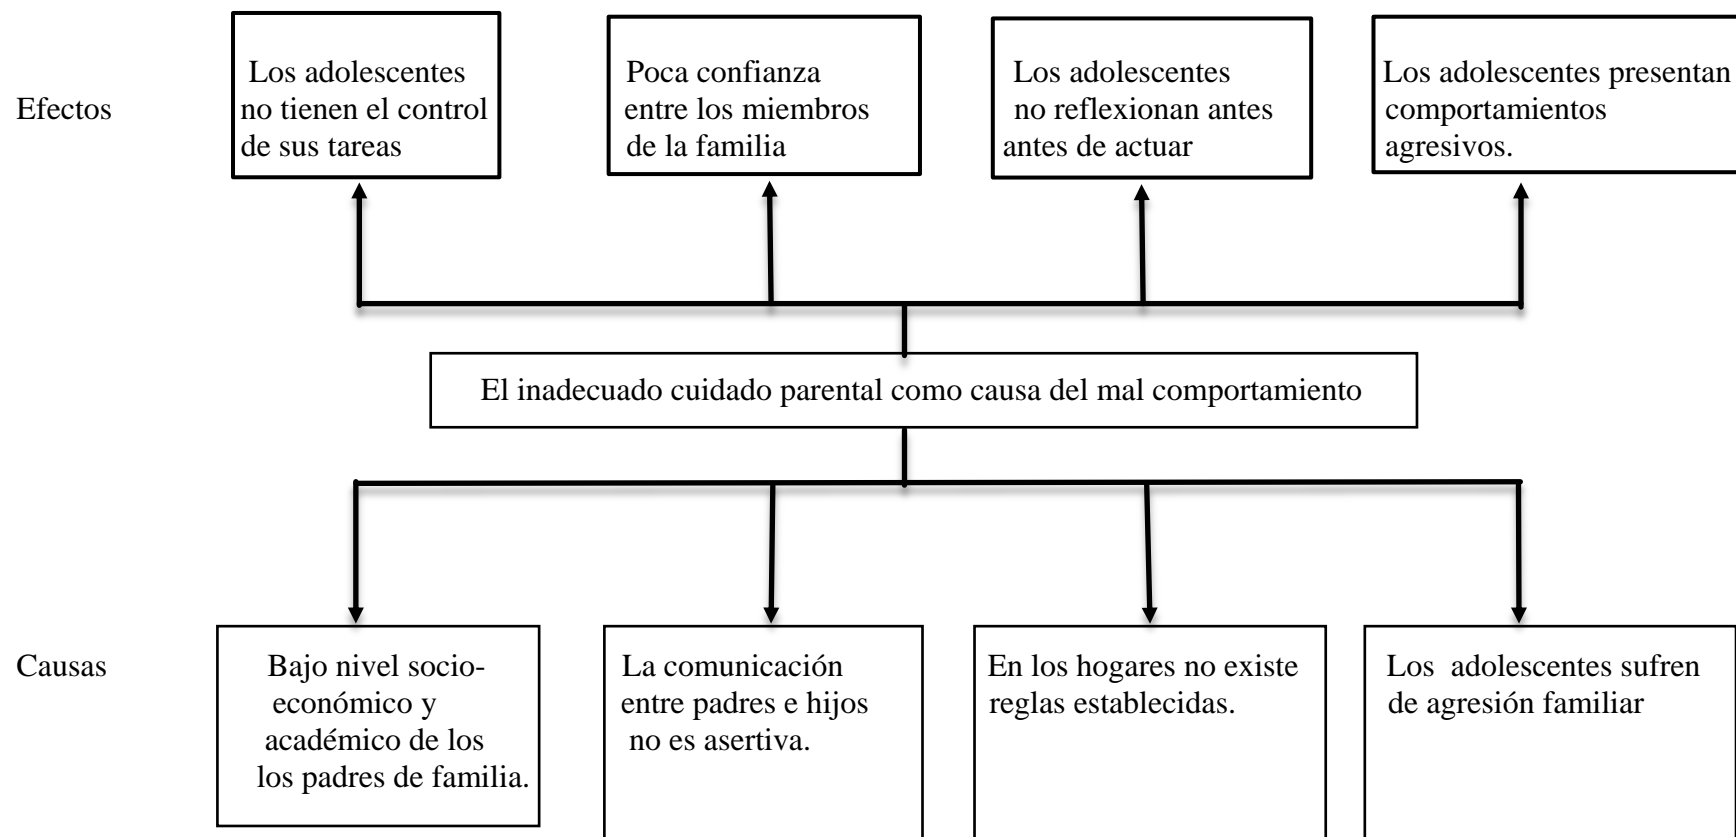 Efectos
Los adolescentes
no tienen el control
de sus tareas
Poca confianza
entre los miembros
de la familia
Los adolescentes
no reflexionan antes
antes de actuar
Los adolescentes presentan
comportamientos
agresivos.
El inadecuado cuidado parental como causa del mal comportamiento
Causas
Bajo nivel socio-
económico y
académico de los
los padres de familia.
La comunicación
entre padres e hijos
no es asertiva.
En los hogares no existe
reglas establecidas.
Los adolescentes sufren
de agresión familiar